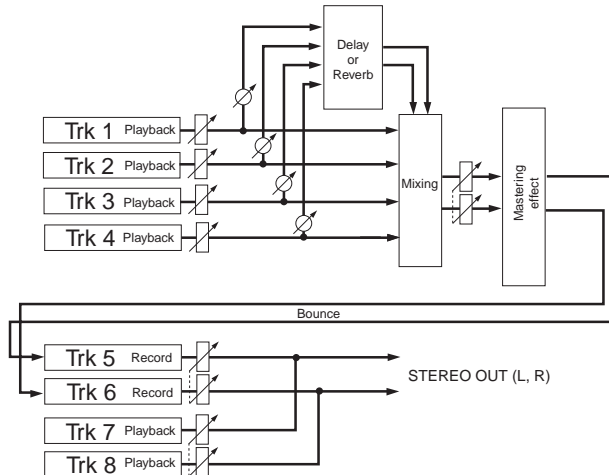 Delay
or
Reverb
Trk 1 Playback
Trk 2 Playback
Trk 3 Playback
Trk 4 Playback
Mixing
Mastering
effect
Bounce
Trk 5 Record
Trk 6 Record
Trk 7 Playback
Trk 8 Playback
STEREO OUT (L, R)